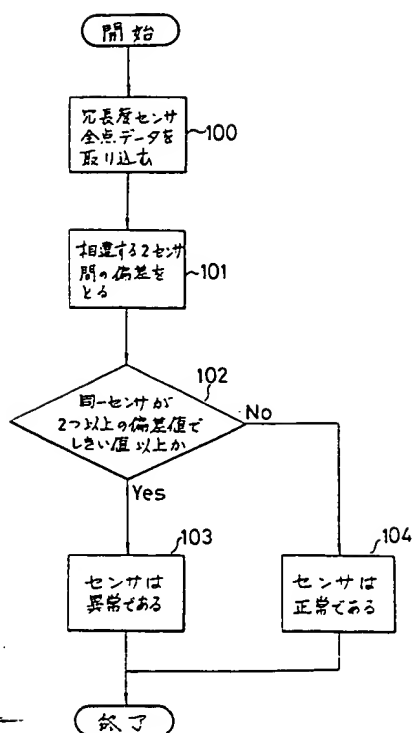 開始
冗長度センサ
全点データを
取り込む
100
相違する2センサ
間の偏差を
とる
101
102
同一センサが
2つ以上の偏差値で
しきい値以上か
No
Yes
103
センサは
異常である
104
センサは
正常である
終了